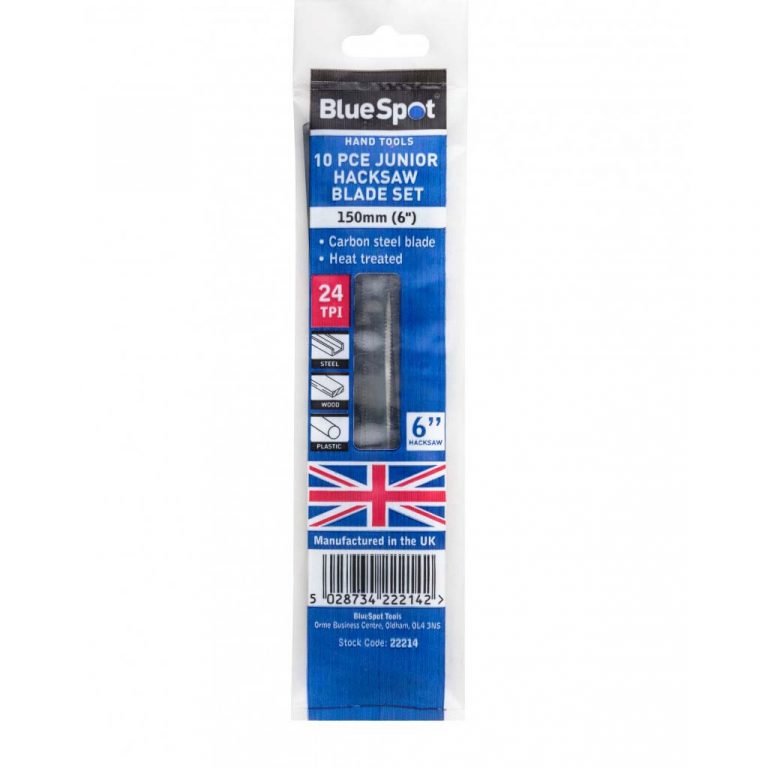 BlueSpot
HAND TOOLS
10 PCE JUNIOR
HACKSAW
BLADE SET
150mm (6")
• Carbon steel blade
• Heat treated
24
TPI
STEEL
WOOD
PLASTIC
6”
HACKSAW
Manufactured in the UK
5 028734 222142 >
BlueSpot Tools
Orme Business Centre, Oldham, OL4 3NS
Stock Code: 22214